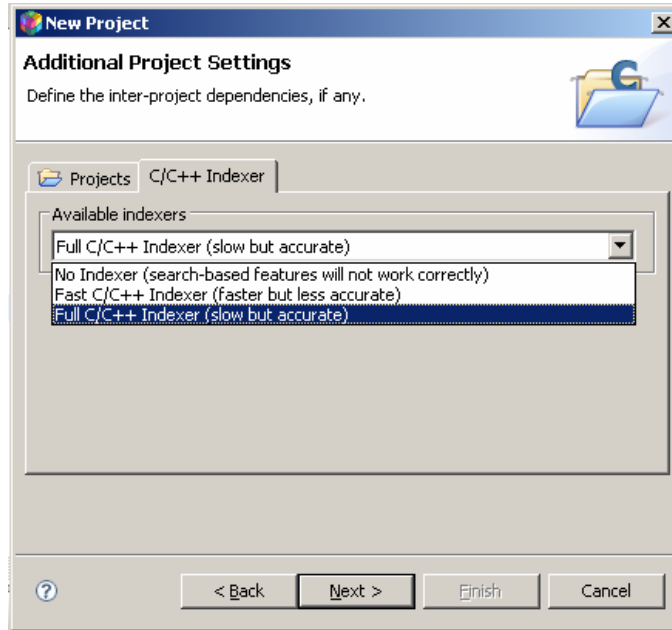 New Project
Additional Project Settings
Define the inter-project dependencies, if any.
C
Projects
C/C++ Indexer
Available indexers
Full C/C++ Indexer (slow but accurate)
No Indexer (search-based features will not work correctly)
Fast C/C++ Indexer (faster but less accurate)
Full C/C++ Indexer (slow but accurate)
?
< Back
Next >
Finish
Cancel